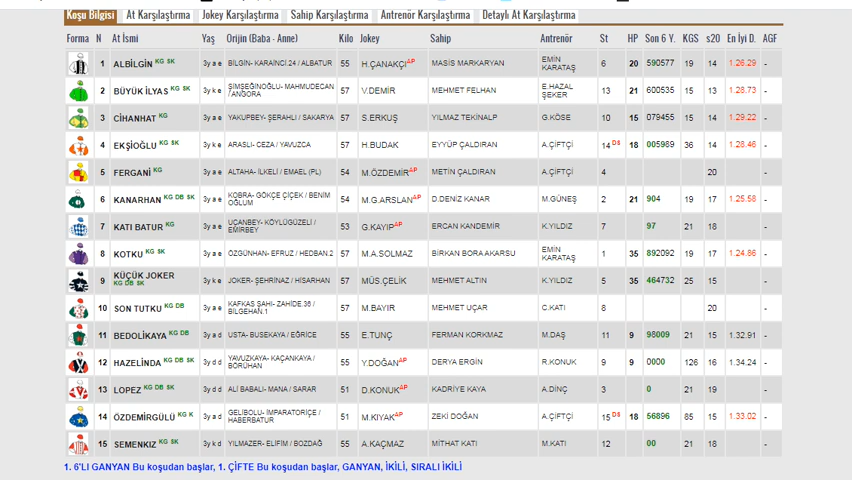 Koşu Bilgisi At Karşılaştırma Jokey Karşılaştırma Sahip Karşılaştırma Antrenör Karşılaştırma Detaylı At Karşılaştırma
Forma N At İsmi Yaş Orijin (Baba - Anne) Kilo Jokey Sahip Antrenör St HP Son 6 Y. KGS s20 En İyi D. AGF
1 ALBİLGİN KG SK 3y a e BİLGİN- KARAİNCİ.24 / ALBATUR 55 H.ÇANAKÇI AP MASİS MARKARYAN EMİN KARATAŞ 6 20 590577 19 14 1.26.29 -
2 BÜYÜK İLYAS KG SK 3y k e ŞİMŞEĞİNOĞLU- MAHMUDECAN / ANGORA 57 V.DEMİR MEHMET FELHAN E.HAZAL ŞEKER 13 21 600535 15 13 1.28.73 -
3 CİHANHAT KG 3y a e YAKUPBEY- ŞERAHLI / SAKARYA 57 S.ERKUŞ YILMAZ TEKİNALP G.KÖSE 10 15 079455 15 14 1.29.22 -
4 EKŞİOĞLU KG SK 3y k e ARASLI- CEZA / YAVUZCA 57 H.BUDAK EYYÜP ÇALDIRAN A.ÇİFTÇİ 14 DS 18 005989 36 14 1.28.46 -
5 FERGANİ KG 3y a e ALTAHA- İLKELİ / EMAEL (PL) 54 M.ÖZDEMİR AP METİN ÇALDIRAN A.ÇİFTÇİ 4 20 -
6 KANARHAN KG DB SK 3y a e KOBRA- GÖKÇE ÇİÇEK / BENİM OĞLUM 54 M.G.ARSLAN AP D.DENİZ KANAR M.GÜNEŞ 2 21 904 19 17 1.25.58 -
7 KATI BATUR KG 3y a e UÇANBEY- KÖYLÜGÜZELİ / EMİRBEY 53 G.KAYIP AP ERCAN KANDEMİR K.YILDIZ 7 97 21 18 -
8 KOTKU KG SK 3y a e ÖZGÜNHAN- EFRUZ / HEDBAN.2 57 M.A.SOLMAZ BİRKAN BORA AKARSU EMİN KARATAŞ 1 35 892092 19 17 1.24.86 -
9 KÜÇÜK JOKER KG DB SK 3y k e JOKER- ŞEHRİNAZ / HİSARHAN 57 MÜS.ÇELİK MEHMET ALTIN K.YILDIZ 5 35 464732 25 15 -
10 SON TUTKU KG DB 3y a e KAFKAS ŞAHI- ZAHİDE.36 / BİLGEHAN.1 57 M.BAYIR MEHMET UÇAR C.KATI 8 20 -
11 BEDOLİKAYA KG DB 3y a d USTA- BUSEKAYA / EĞRİCE 55 E.TUNÇ FERMAN KORKMAZ M.DAŞ 11 9 98009 21 15 1.32.91 -
12 HAZELİNDA KG DB SK 3y d d YAVUZKAYA- KAÇANKAYA / BÖRÜHAN 55 Y.DOĞAN AP DERYA ERGİN R.KONUK 9 9 0000 126 16 1.34.24 -
13 LOPEZ KG DB SK 3y d d ALİ BABALI- MANA / SARAR 51 D.KONUK AP KADRİYE KAYA A.DİNÇ 3 0 21 19 -
14 ÖZDEMİRGÜLÜ KG K 3y a d GELİBOLU- İMPARATORİÇE / HABERBATUR 51 M.KIYAK AP ZEKİ DOĞAN A.ÇİFTÇİ 15 DS 18 56896 85 15 1.33.02 -
15 SEMENKIZ KG SK 3y k d YILMAZER- ELİFİM / BOZDAĞ 55 A.KAÇMAZ MİTHAT KATI M.KATI 12 00 21 18 -
1. 6'LI GANYAN Bu koşudan başlar, 1. ÇİFTE Bu koşudan başlar, GANYAN, İKİLİ, SIRALI İKİLİ